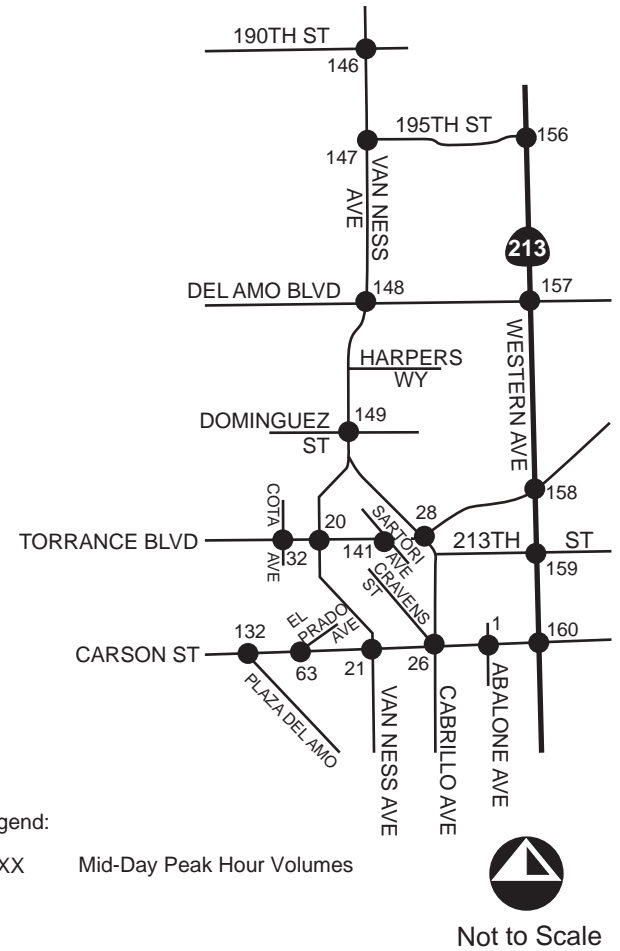 190TH ST
146
195TH ST
156
147
VAN NESS
AVE
213
DEL AMO BLVD
148
157
WESTERN AVE
HARPERS
WY
DOMINGUEZ
ST
149
158
COTA
AVE
20
SARTORI
AVE
28
TORRANCE BLVD
32
141
213TH ST
159
CRAVENS
ST
EL
PRADO
AVE
132
1
160
CARSON ST
63
21
26
PLAZA DEL AMO
VAN NESS AVE
CABRILLO AVE
ABALONE AVE
gend:
XX Mid-Day Peak Hour Volumes
Not to Scale